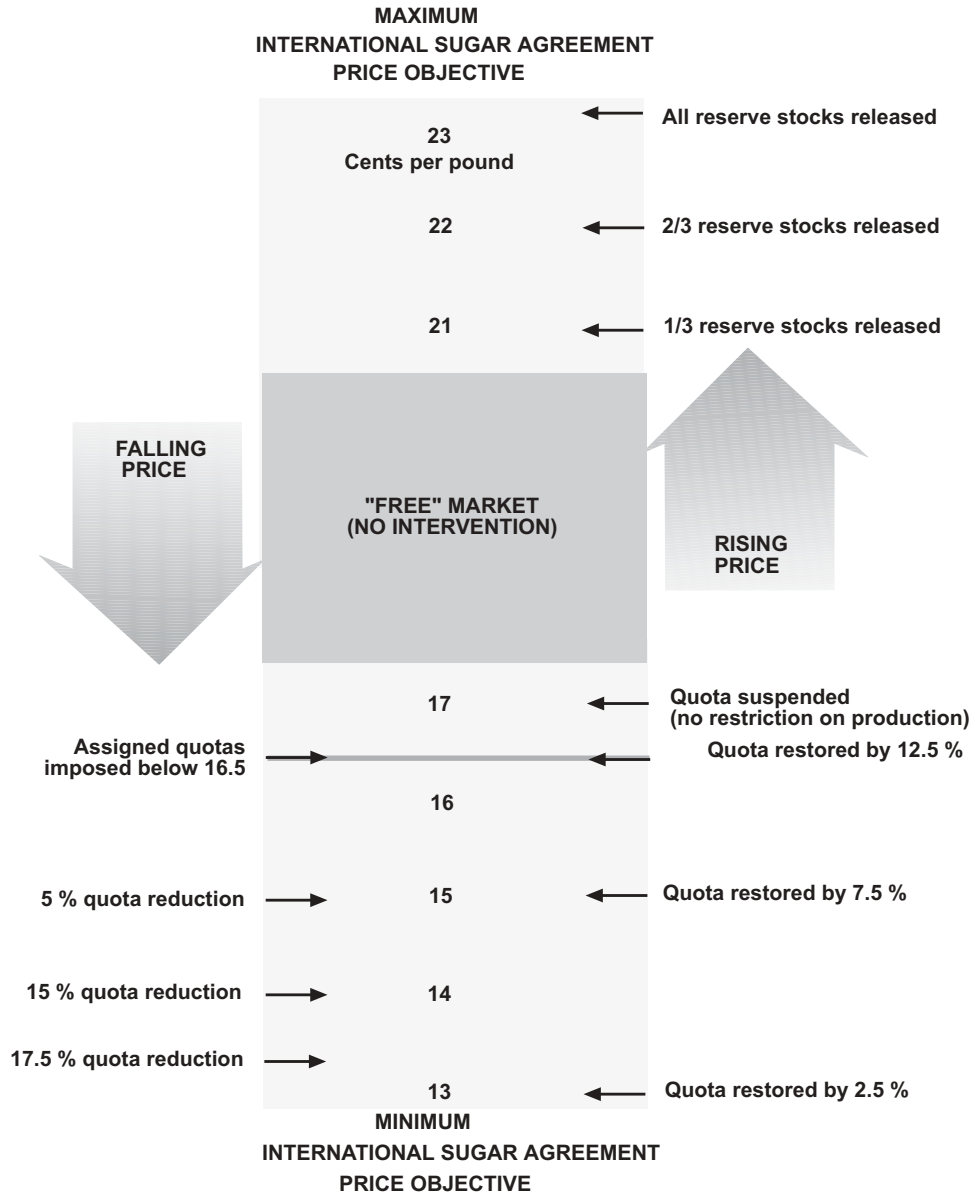 MAXIMUM
INTERNATIONAL SUGAR AGREEMENT
PRICE OBJECTIVE
All reserve stocks released
23
Cents per pound
22
2/3 reserve stocks released
21
1/3 reserve stocks released
FALLING
PRICE
"FREE" MARKET
(NO INTERVENTION)
RISING
PRICE
17
Quota suspended
(no restriction on production)
Assigned quotas
imposed below 16.5
Quota restored by 12.5 %
16
5 % quota reduction
15
Quota restored by 7.5 %
15 % quota reduction
14
17.5 % quota reduction
13
Quota restored by 2.5 %
MINIMUM
INTERNATIONAL SUGAR AGREEMENT
PRICE OBJECTIVE